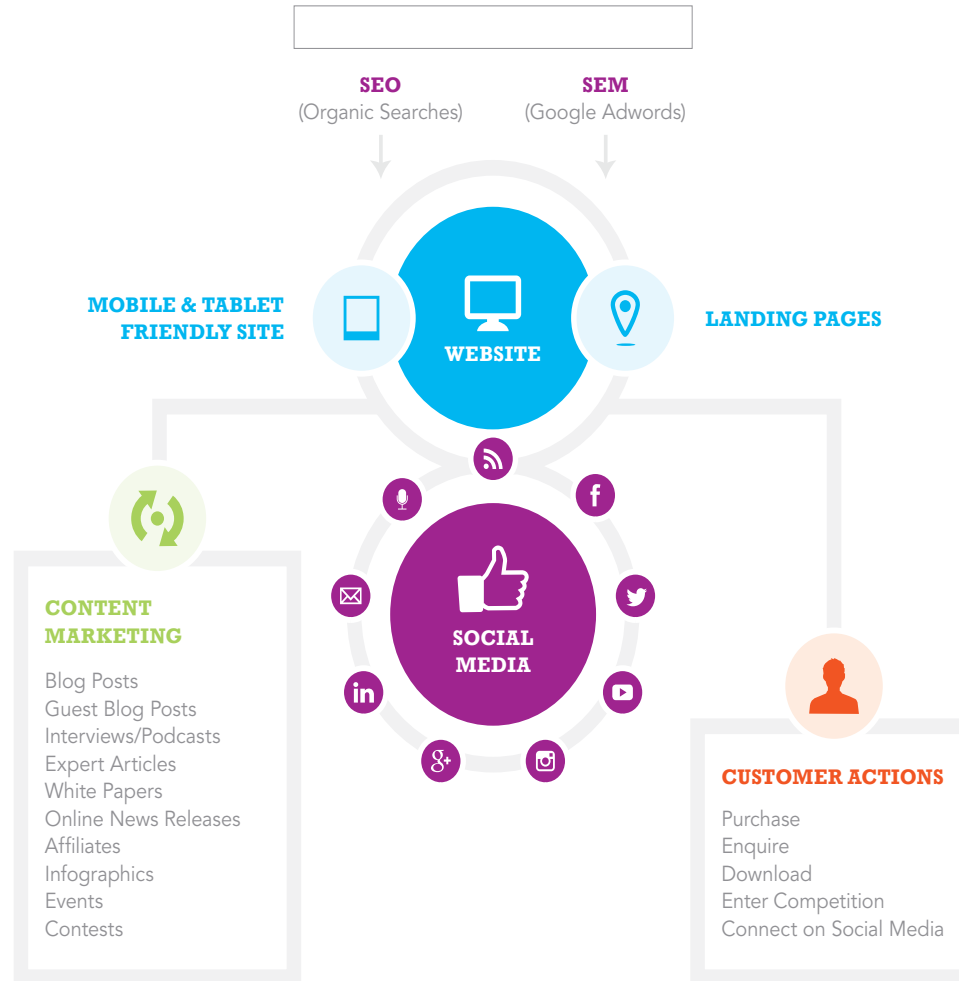 SEO
(Organic Searches)
SEM
(Google Adwords)
MOBILE & TABLET
FRIENDLY SITE
WEBSITE
LANDING PAGES
f
in
g+
SOCIAL
MEDIA
CONTENT
MARKETING
Blog Posts
Guest Blog Posts
Interviews/Podcasts
Expert Articles
White Papers
Online News Releases
Affiliates
Infographics
Events
Contests
CUSTOMER ACTIONS
Purchase
Enquire
Download
Enter Competition
Connect on Social Media